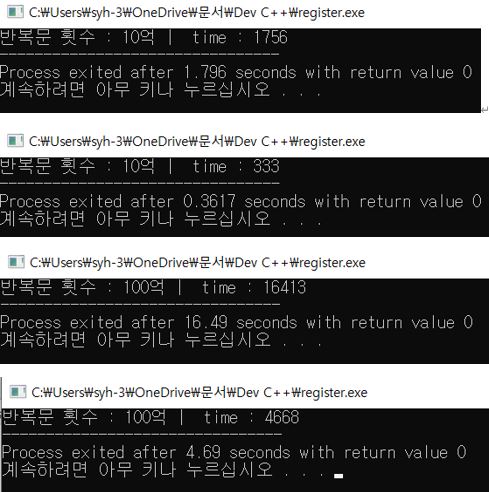 C:₩Users₩syh-3₩OneDrive₩문서₩Dev C++₩register.exe
반복문 횟수 : 10억 |  time : 1756
--------------------------------
Process exited after 1.796 seconds with return value 0
계속하려면 아무 키나 누르십시오 . . .
C:₩Users₩syh-3₩OneDrive₩문서₩Dev C++₩register.exe
반복문 횟수 : 10억 |  time : 333
--------------------------------
Process exited after 0.3617 seconds with return value 0
계속하려면 아무 키나 누르십시오 . . .
C:₩Users₩syh-3₩OneDrive₩문서₩Dev C++₩register.exe
반복문 횟수 : 100억 |  time : 16413
--------------------------------
Process exited after 16.49 seconds with return value 0
계속하려면 아무 키나 누르십시오 . . .
C:₩Users₩syh-3₩OneDrive₩문서₩Dev C++₩register.exe
반복문 횟수 : 100억 |  time : 4668
--------------------------------
Process exited after 4.69 seconds with return value 0
계속하려면 아무 키나 누르십시오 . . .